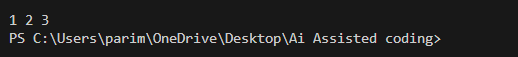 1 2 3
PS C:\Users\parim\OneDrive\Desktop\Ai Assisted coding>